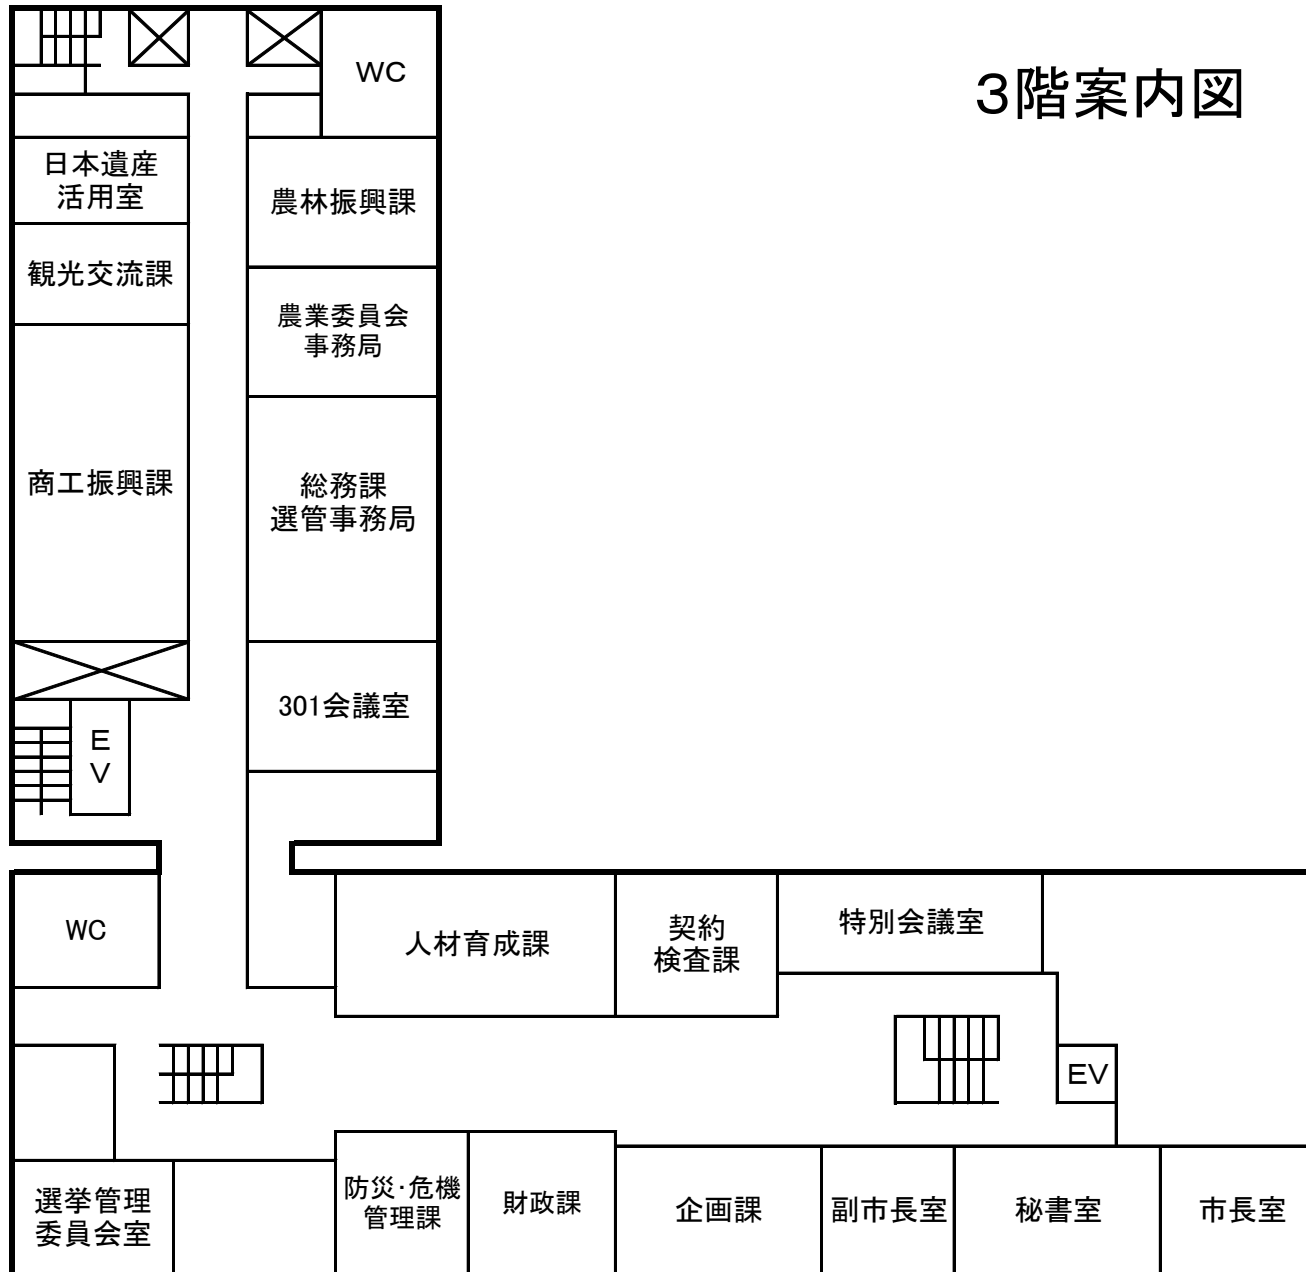 3階案内図
WC
日本遺産
活用室
農林振興課
観光交流課
農業委員会
事務局
商工振興課
総務課
選管事務局
301会議室
E
V
WC
人材育成課
契約
検査課
特別会議室
EV
選挙管理
委員会室
防災・危機
管理課
財政課
企画課
副市長室
秘書室
市長室